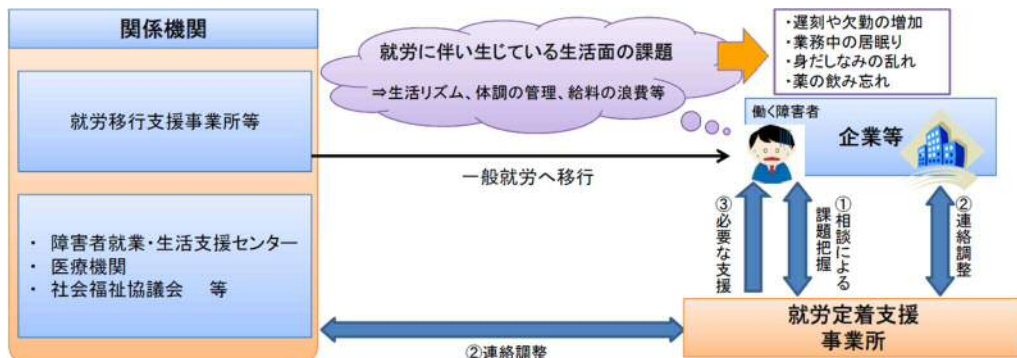 関係機関
就労移行支援事業所等
・ 障害者就業・生活支援センター
・ 医療機関
・ 社会福祉協議会 等
就労に伴い生じている生活面の課題
⇒生活リズム、体調の管理、給料の浪費等
・遅刻や欠勤の増加
・業務中の居眠り
・身だしなみの乱れ
・薬の飲み忘れ
働く障害者
企業等
一般就労へ移行
③必要な支援
①相談による
課題把握
②連絡調整
②連絡調整
就労定着支援
事業所